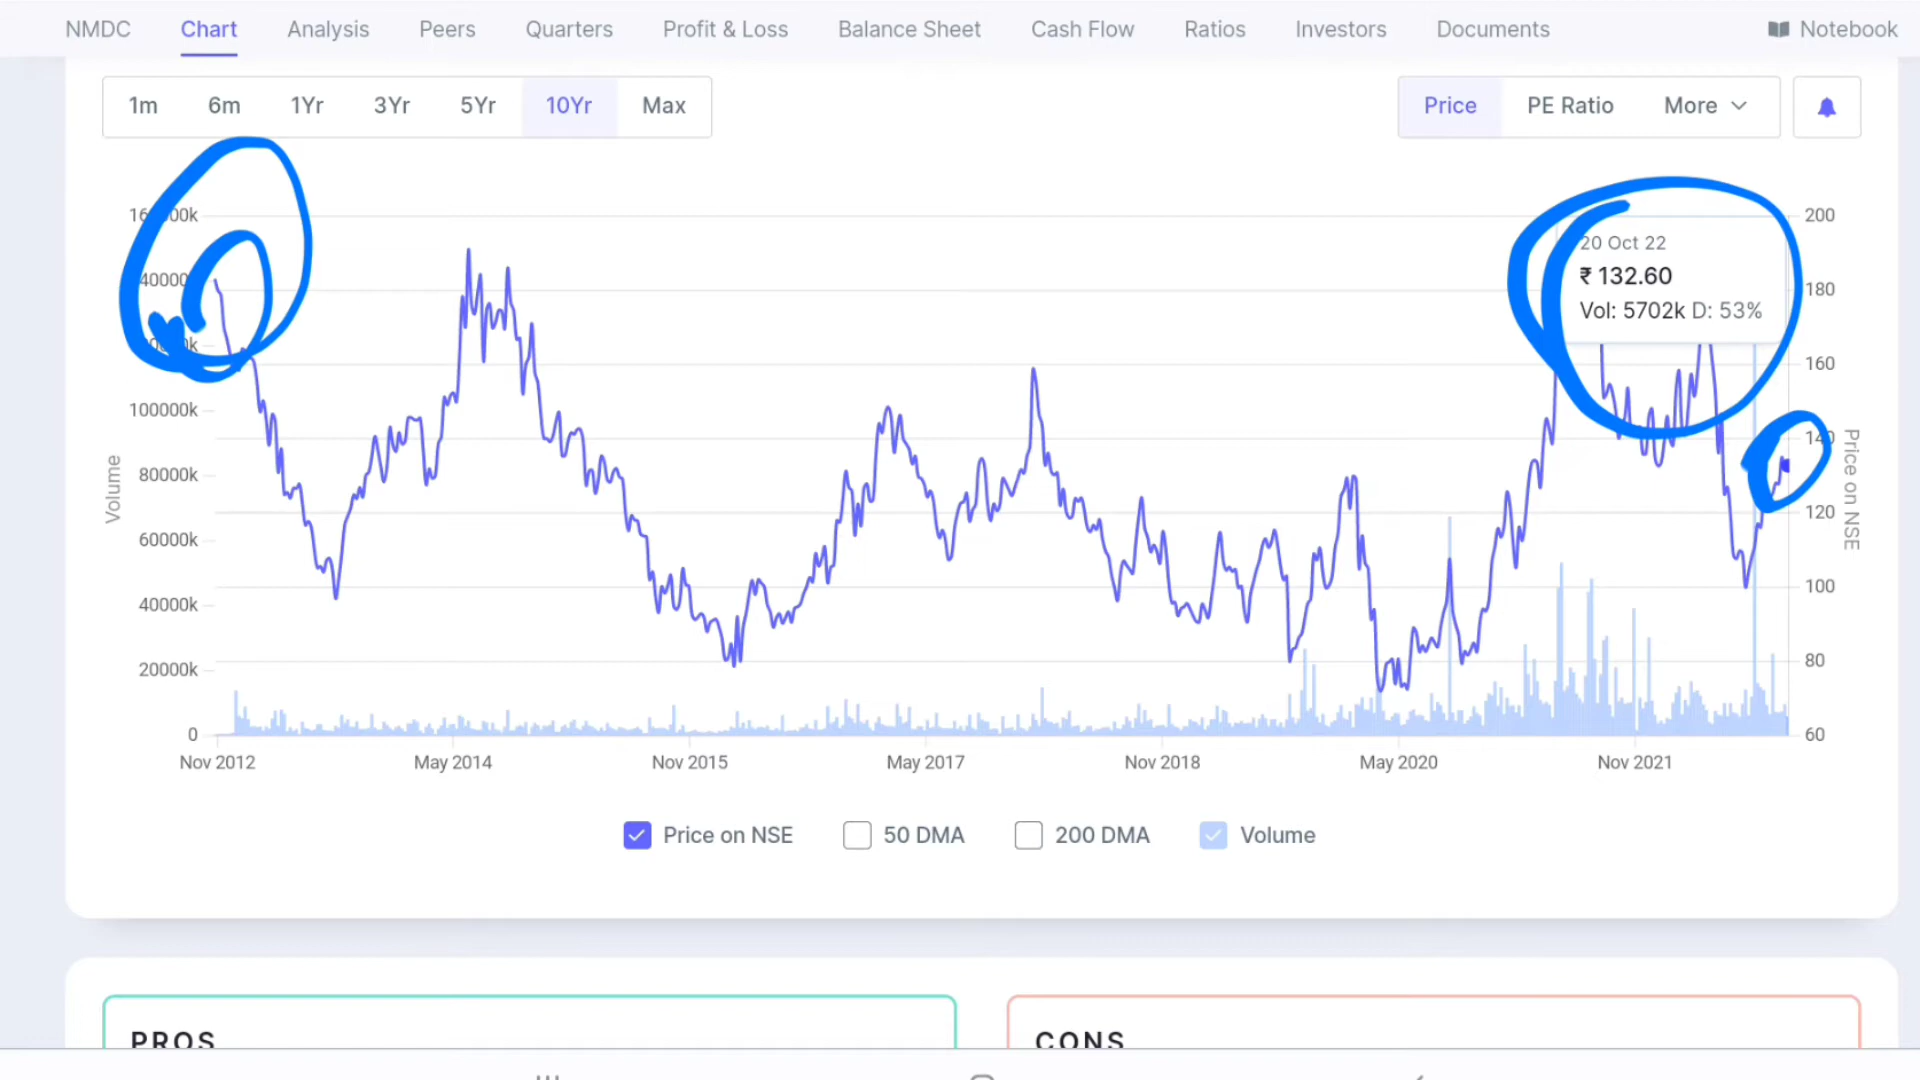 NMDC Chart Analysis Peers Quarters Profit & Loss Balance Sheet Cash Flow Ratios Investors Documents Notebook
1m 6m 1Yr 3Yr 5Yr 10Yr Max Price PE Ratio More
200
20 Oct 22
₹ 132.60
180
Vol: 5702k D: 53%
160
100000k
140
80000k
120
60000k
100
40000k
80
20000k
0
60
Volume
Price on NSE
Nov 2012 May 2014 Nov 2015 May 2017 Nov 2018 May 2020 Nov 2021
Price on NSE 50 DMA 200 DMA Volume
PROS CONS